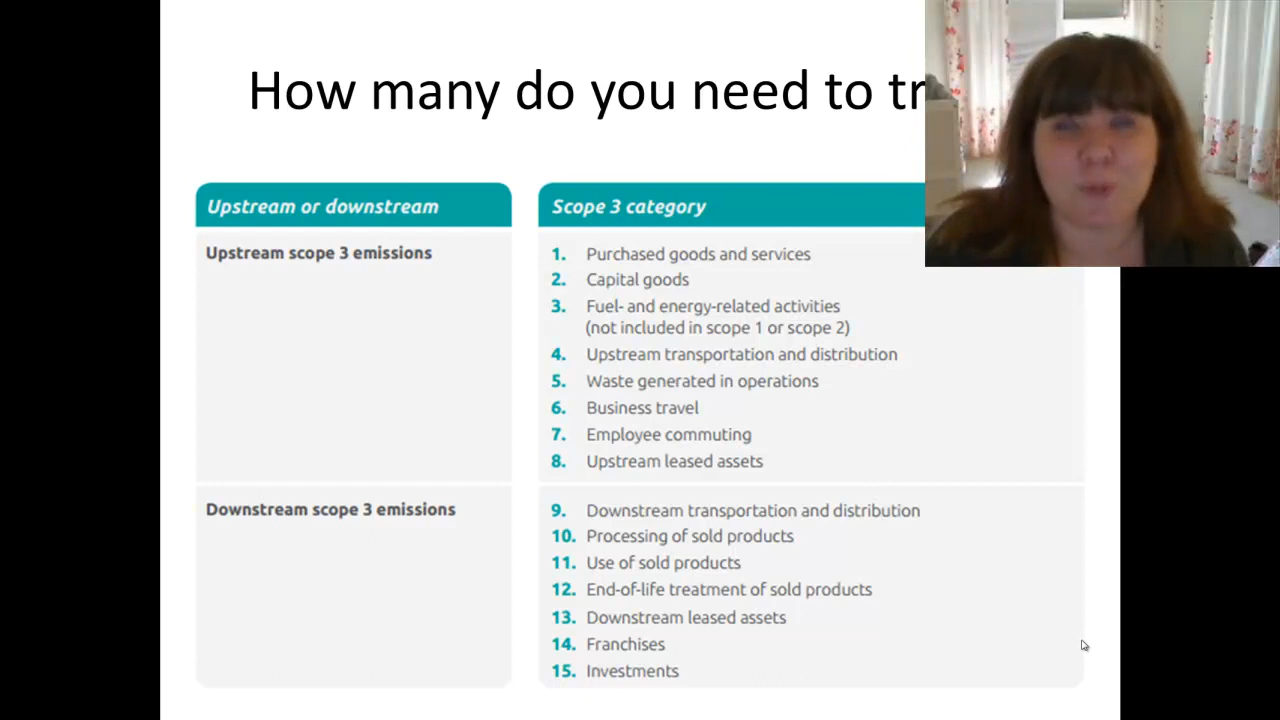 How many do you need to
Upstream or downstream
Scope 3 category
Upstream scope 3 emissions
1. Purchased goods and services
2. Capital goods
3. Fuel- and energy-related activities
(not included in scope 1 or scope 2)
4. Upstream transportation and distribution
5. Waste generated in operations
6. Business travel
7. Employee commuting
8. Upstream leased assets
Downstream scope 3 emissions
9. Downstream transportation and distribution
10. Processing of sold products
11. Use of sold products
12. End-of-life treatment of sold products
13. Downstream leased assets
14. Franchises
15. Investments